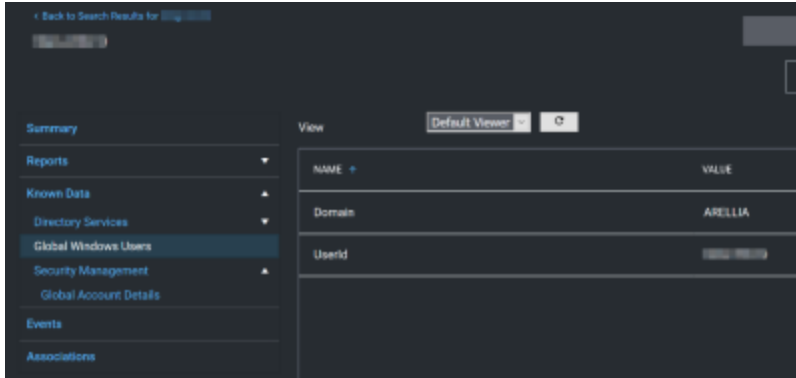 < Back to Search Results for
Summary
Reports
Known Data
Directory Services
Global Windows Users
Security Management
Global Account Details
Events
Associations
View Default Viewer
NAME VALUE
Domain ARELLIA
UserId